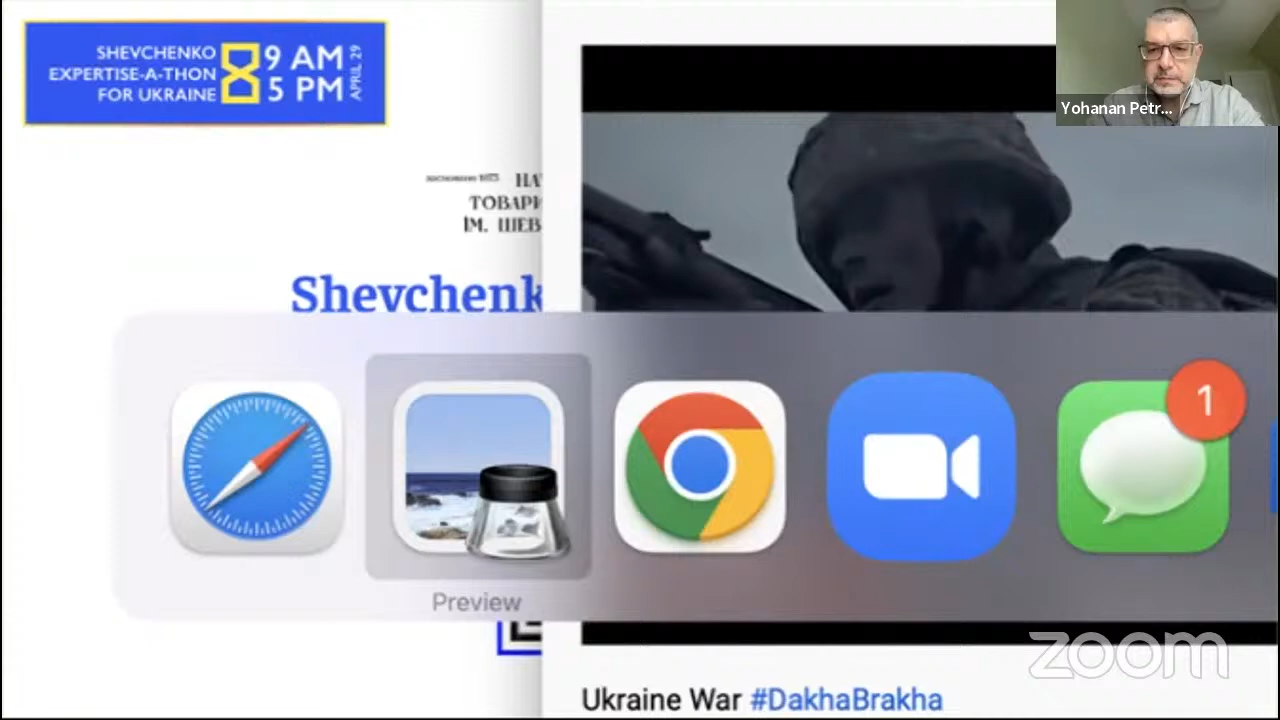 SHEVCHENKO
EXPERTISE-A-THON
FOR UKRAINE
9 AM
5 PM
APRIL 29
Yohanan Petr...
НА
ТОВАРИ
ІМ. ШЕВ
Shevchenk
1
Preview
zoom
Ukraine War #DakhaBrakha